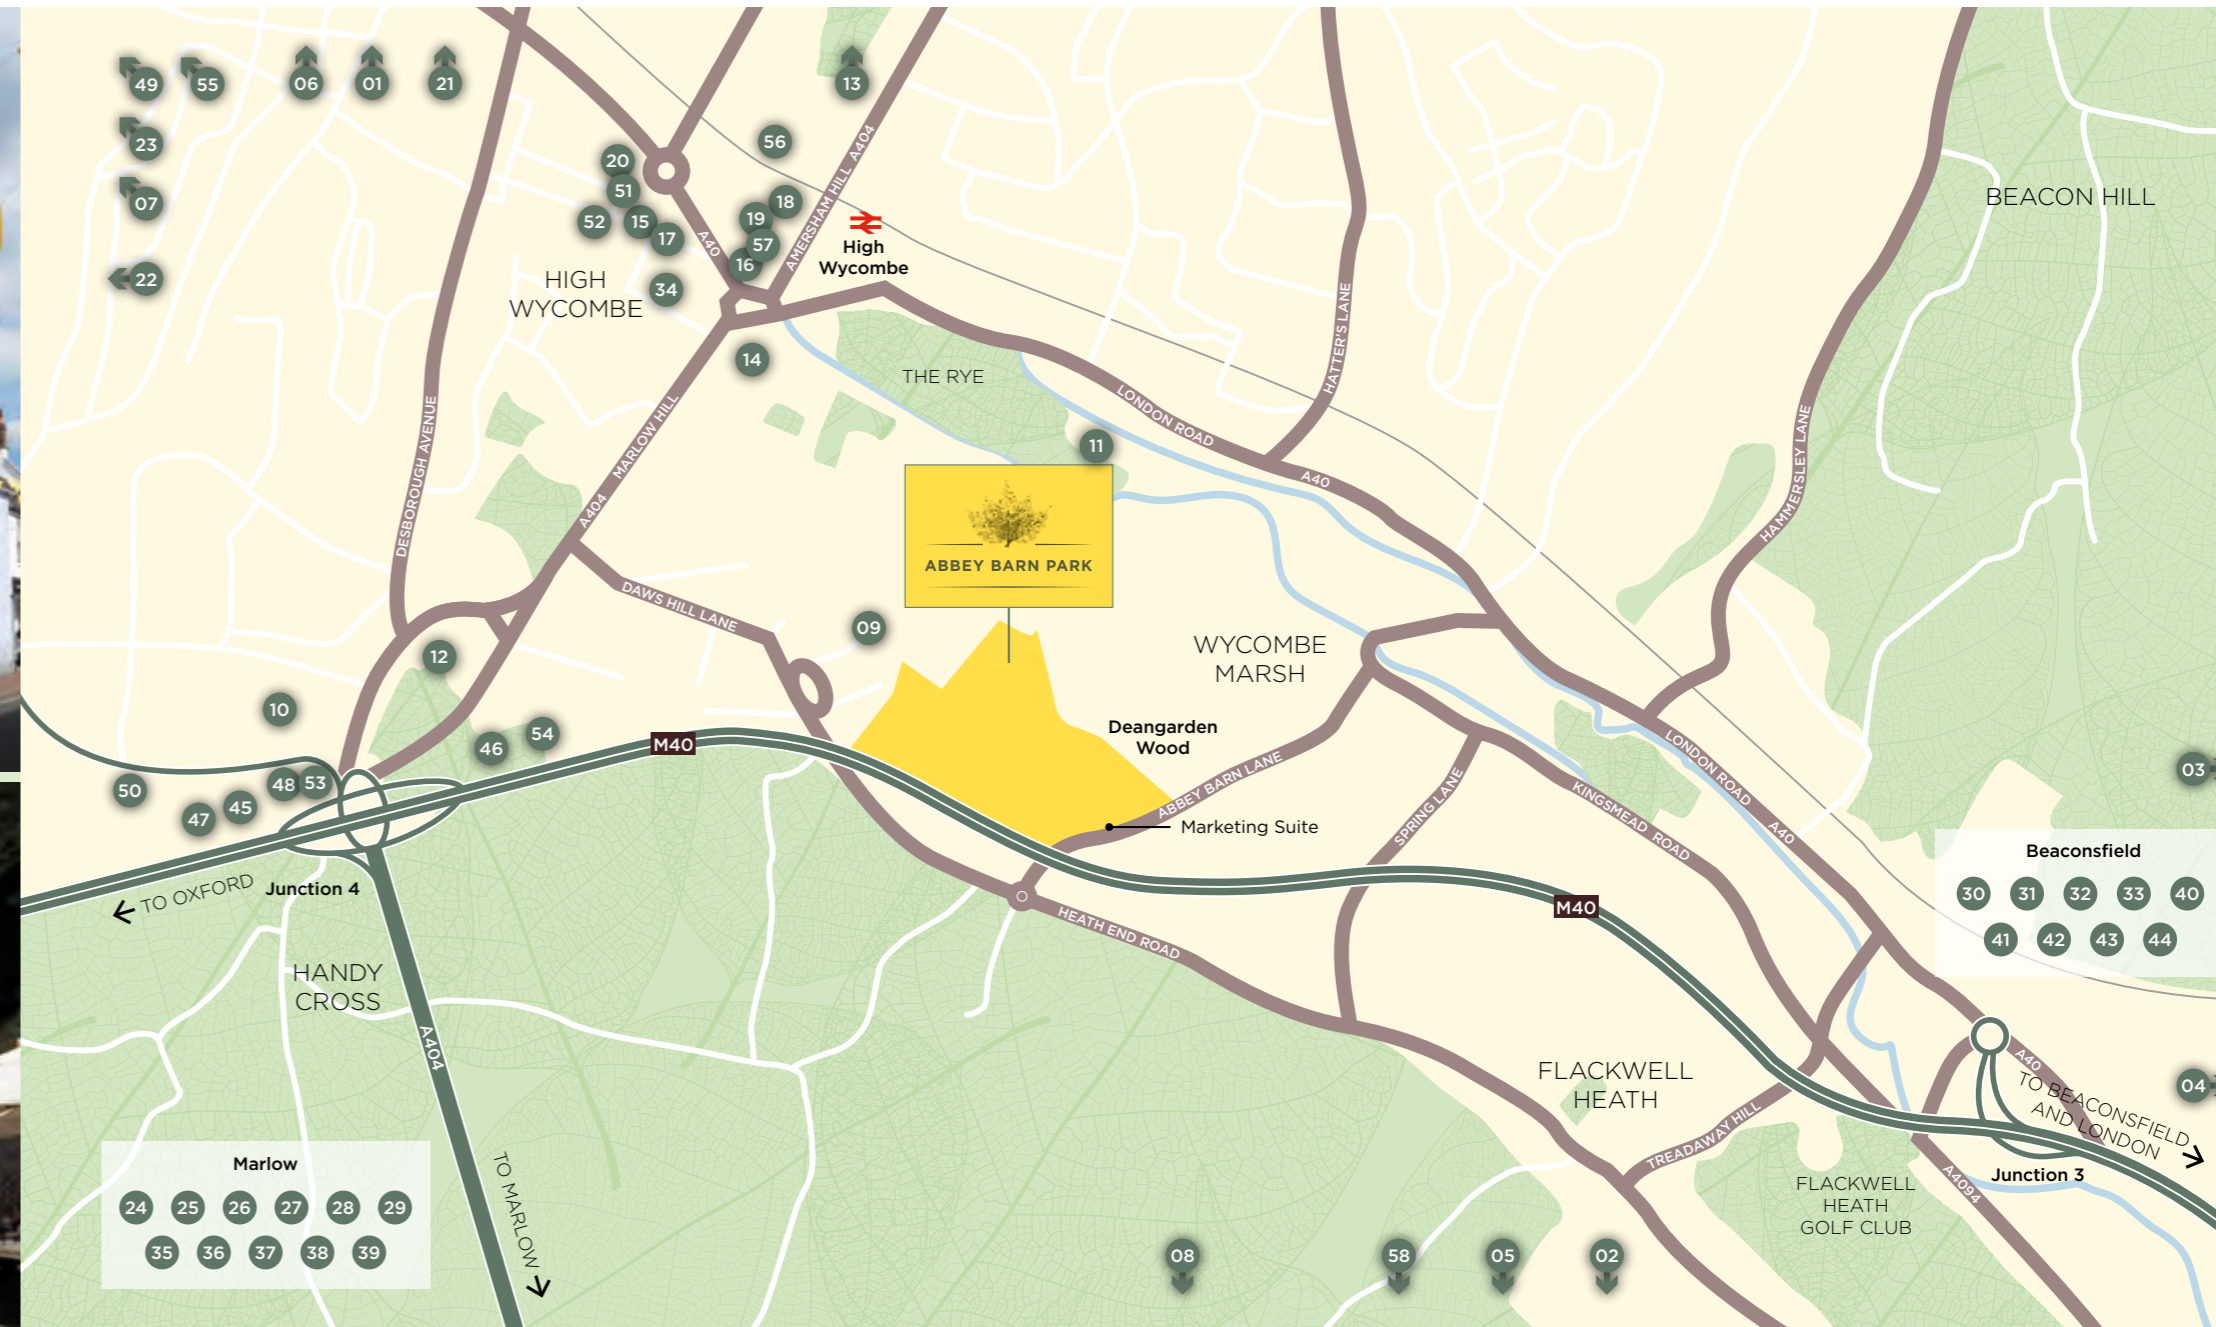 49
55
06
01
21
13
23
56
20
51
07
18
52
15
19
17
57
16
22
34
A40
AMERSHAM HILL A404
High
Wycombe
HIGH
WYCOMBE
BEACON HILL
14
THE RYE
LONDON ROAD
HATTER'S LANE
11
A40
DESBOROUGH AVENUE
A404
MARLOW HILL
HAMMERSLEY LANE
ABBEY BARN PARK
DAWS HILL LANE
09
12
WYCOMBE
MARSH
10
46
54
M40
Deangarden
Wood
50
48
53
47
45
ABBEY BARN LANE
Marketing Suite
SPRING LANE
KINGSMEAD ROAD
LONDON ROAD
A40
03
Beaconsfield
30
31
32
33
40
41
42
43
44
TO OXFORD
Junction 4
M40
HEATH END ROAD
HANDY
CROSS
A404
FLACKWELL
HEATH
TREADAWAY HILL
A40
TO BEACONSFIELD
AND LONDON
04
Junction 3
A4094
FLACKWELL
HEATH
GOLF CLUB
TO MARLOW
Marlow
24
25
26
27
28
29
35
36
37
38
39
08
58
05
02